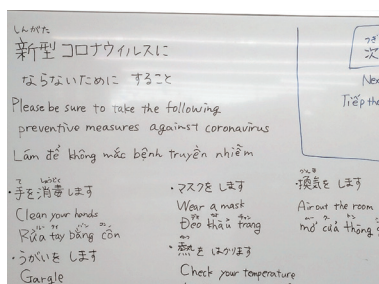 しんがた
新型コロナウィルスに
ならないために すること
Please be sure to take the following
preventive measures against coronavirus
Làm để không mắc bệnh truyền nhiễm
て しょうどく
・手を消毒します
Clean your hands
Rửa tay bằng cồn
・うがいを します
Gargle
・マスクを します
Wear a mask
Đeo khẩu trang
・熱を はかります
Check your temperature
・換気を します
Air out the room
mở cửa thông
つぎ
次
Nex
Tiếp the